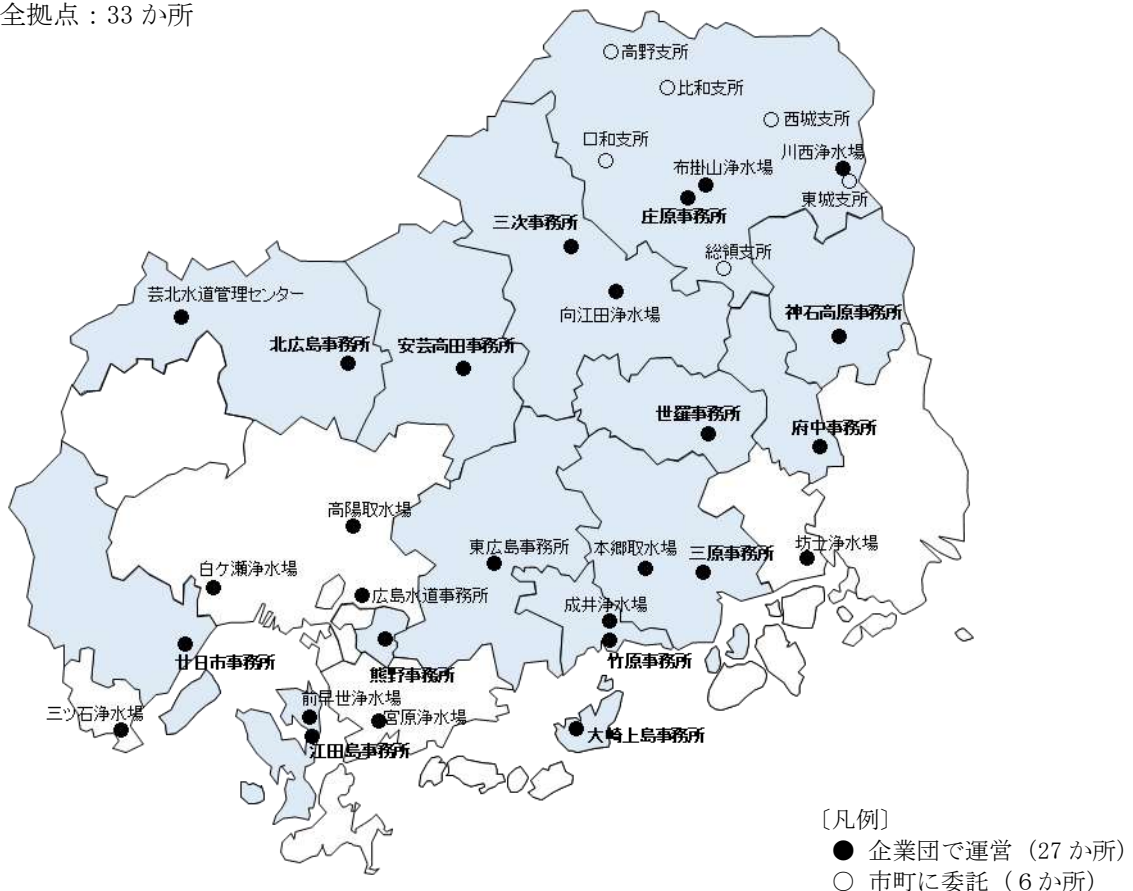 全拠点：33 か所
高野支所
比和支所
西城支所
口和支所
川西浄水場
布掛山浄水場
東城支所
庄原事務所
三次事務所
総領支所
芸北水道管理センター
向江田浄水場
神石高原事務所
北広島事務所
安芸高田事務所
世羅事務所
府中事務所
高陽取水場
東広島事務所
本郷取水場
三原事務所
坊士浄水場
白ケ瀬浄水場
広島水道事務所
成井浄水場
廿日市事務所
熊野事務所
竹原事務所
前早世浄水場
三ツ石浄水場
宮原浄水場
江田島事務所
大崎上島事務所
〔凡例〕
● 企業団で運営（27 か所）
○ 市町に委託（６か所）